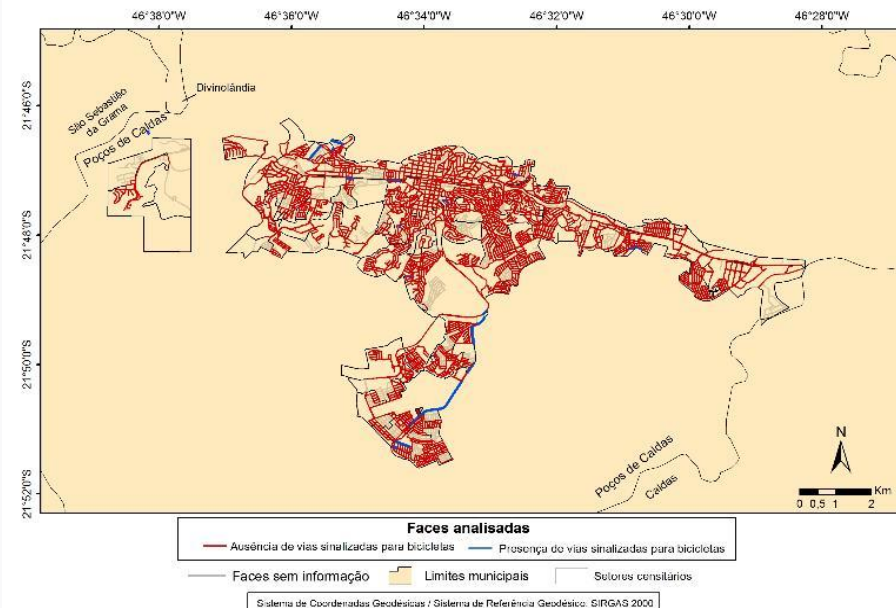 46°38'0"W 46°36'0"W 46°34'0"W 46°32'0"W 46°30'0"W 46°28'0"W
21°46'0"S
21°48'0"S
21°50'0"S
21°52'0"S
Divinolândia
São Sebastião
da Grama
Poços de Caldas
Poços de Caldas
Caldas
N
Km
0 0,5 1 2
Faces analisadas
Ausência de vias sinalizadas para bicicletas Presença de vias sinalizadas para bicicletas
Faces sem informação Limites municipais Setores censitários
Sistema de Coordenadas Geodésicas / Sistema de Referência Geodésico: SIRGAS 2000